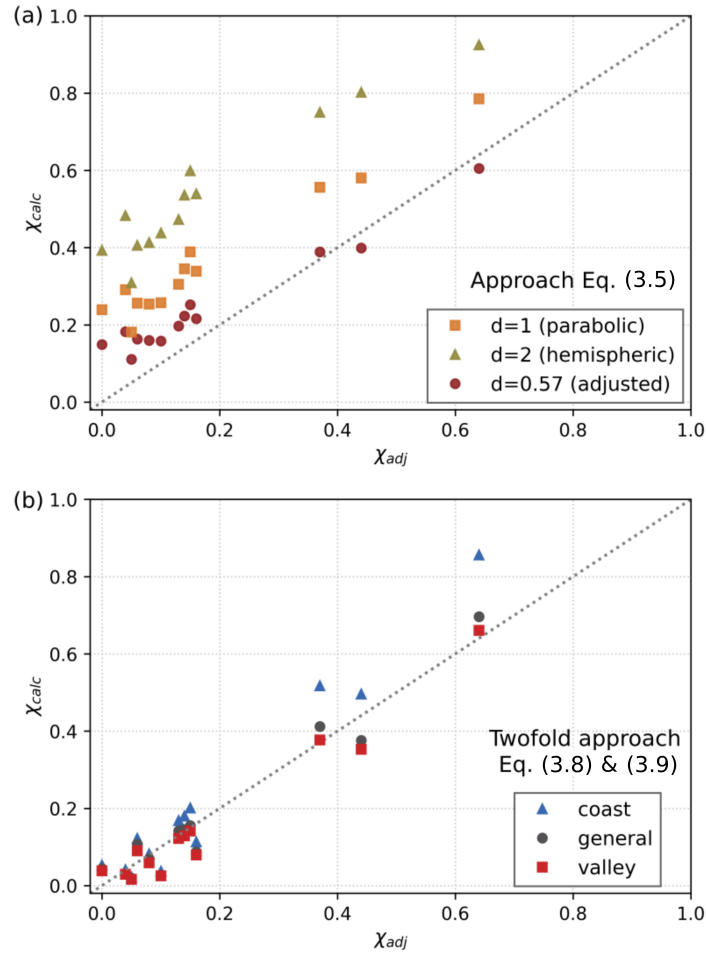 (a)
1.0
0.8
0.6
0.4
0.2
0.0
χcalc
Approach Eq. (3.5)
d=1 (parabolic)
d=2 (hemispheric)
d=0.57 (adjusted)
0.0 0.2 0.4 0.6 0.8 1.0
χadj
(b)
1.0
0.8
0.6
0.4
0.2
0.0
χcalc
Twofold approach
Eq. (3.8) & (3.9)
coast
general
valley
0.0 0.2 0.4 0.6 0.8 1.0
χadj